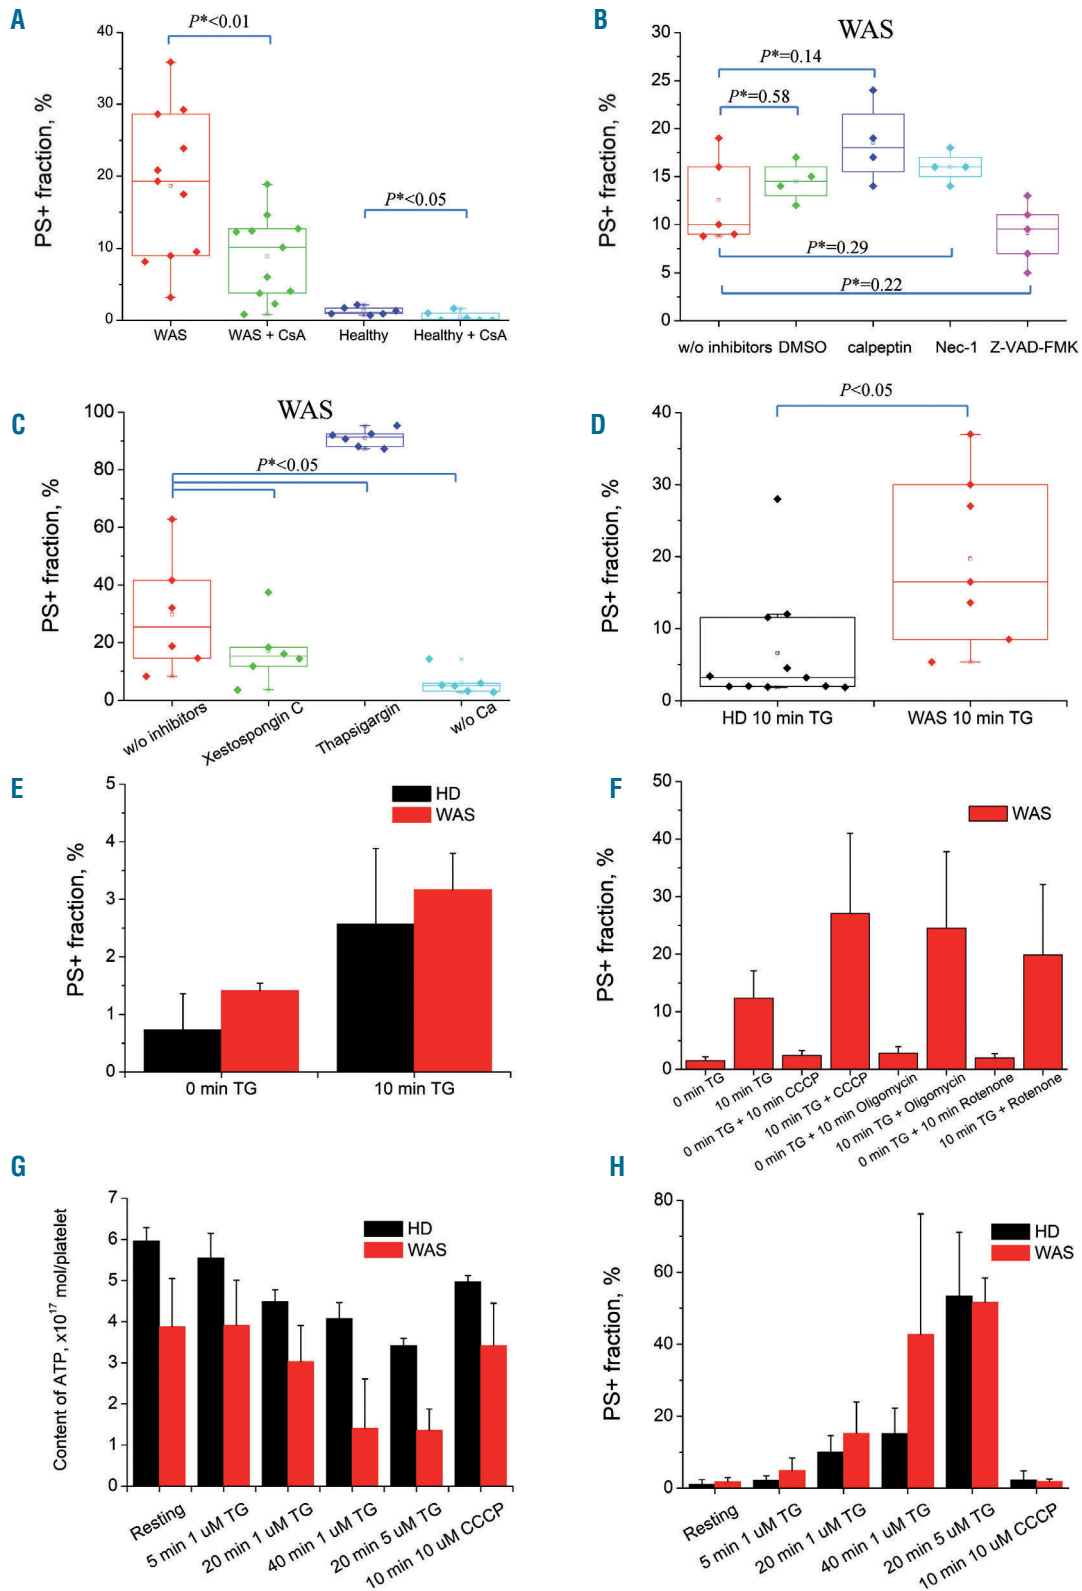 A
PS+ fraction, %
40
30
20
10
0
P*<0.01
P*<0.05
WAS
WAS + CsA
Healthy
Healthy + CsA
B
WAS
PS+ fraction, %
30
25
20
15
10
5
0
P*=0.14
P*=0.58
P*=0.29
P*=0.22
w/o inhibitors
DMSO
calpeptin
Nec-1
Z-VAD-FMK
C
WAS
PS+ fraction, %
100
80
60
40
20
0
P*<0.05
w/o inhibitors
Xestospongin C
Thapsigargin
w/o Ca
D
PS+ fraction, %
40
30
20
10
0
P<0.05
HD 10 min TG
WAS 10 min TG
E
PS+ fraction, %
5
4
3
2
1
0
HD
WAS
0 min TG
10 min TG
F
PS+ fraction, %
50
40
30
20
10
0
WAS
0 min TG
10 min TG
0 min TG + 10 min CCCP
10 min TG + CCCP
0 min TG + 10 min Oligomycin
10 min TG + Oligomycin
0 min TG + 10 min Rotenone
10 min TG + Rotenone
G
Content of ATP, x10¹⁷ mol/platelet
7
6
5
4
3
2
1
0
HD
WAS
Resting
5 min 1 uM TG
20 min 1 uM TG
40 min 1 uM TG
20 min 5 uM TG
10 min 10 uM CCCP
H
PS+ fraction, %
80
60
40
20
0
HD
WAS
Resting
5 min 1 uM TG
20 min 1 uM TG
40 min 1 uM TG
20 min 5 uM TG
10 min 10 uM CCCP